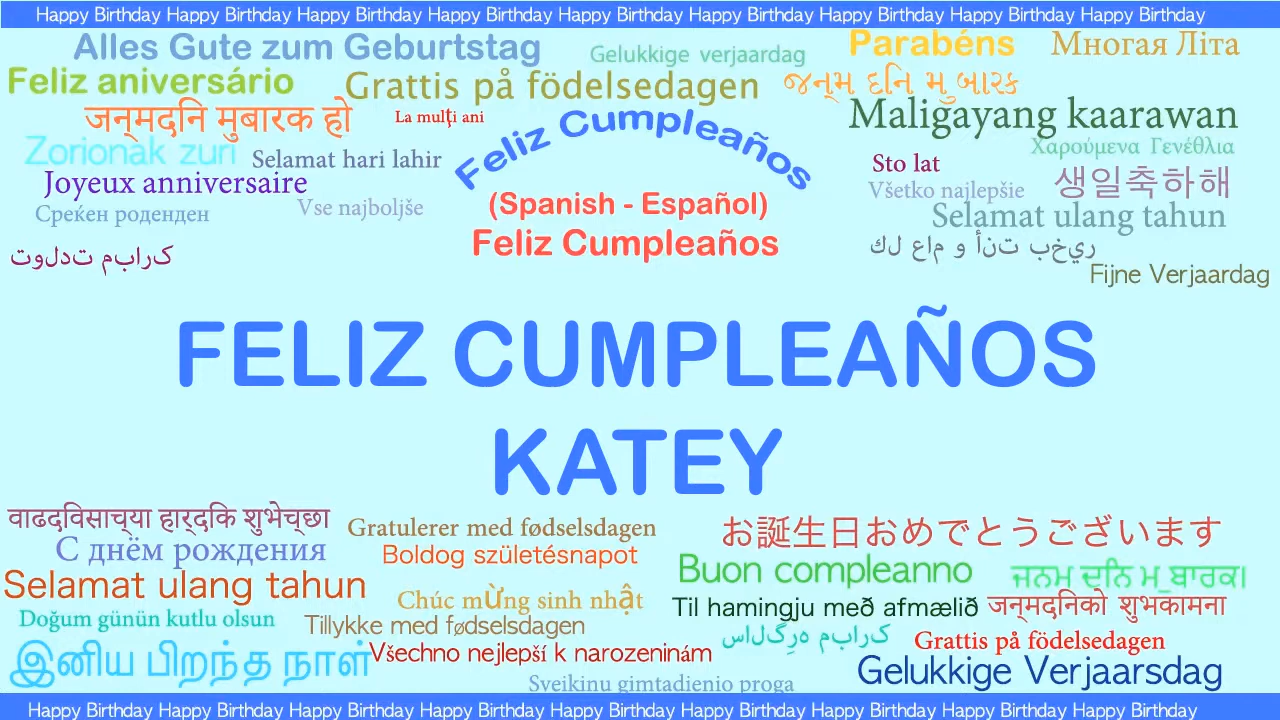 Happy Birthday Happy Birthday Happy Birthday Happy Birthday Happy Birthday Happy Birthday Happy Birthday Happy Birthday Happy Birthday
Alles Gute zum Geburtstag
Gelukkige verjaardag
Parabéns
Многая Літа
Feliz aniversário
Grattis på födelsedagen
જન્મ દિન મુબારક
जन्मदिन मुबारक हो
La mulţi ani
Feliz Cumpleaños
Maligayang kaarawan
Zorionak zuri
Selamat hari lahir
Sto lat
Χαρούμενα Γενέθλια
Joyeux anniversaire
(Spanish - Español)
Všetko najlepšie
생일축하해
Среќен роденден
Vse najboljše
Feliz Cumpleaños
Selamat ulang tahun
تولدت مبارک
كل عام و أنت بخير
Fijne Verjaardag
FELIZ CUMPLEAÑOS
KATEY
वाढदिवसाच्या हार्दिक शुभेच्छा
Gratulerer med fødselsdagen
お誕生日おめでとうございます
С днём рождения
Boldog születésnapot
Buon compleanno
ਜਨਮ ਦਿਨ ਮੁਬਾਰਕ।
Selamat ulang tahun
Chúc mừng sinh nhật
Til hamingju með afmælið
जन्मदिनको शुभकामना
Doğum günün kutlu olsun
Tillykke med fødselsdagen
سالگرہ مبارک
Grattis på födelsedagen
இனிய பிறந்த நாள்
Všechno nejlepší k narozeninám
Gelukkige Verjaarsdag
Sveikinu gimtadienio proga
Happy Birthday Happy Birthday Happy Birthday Happy Birthday Happy Birthday Happy Birthday Happy Birthday Happy Birthday Happy Birthday